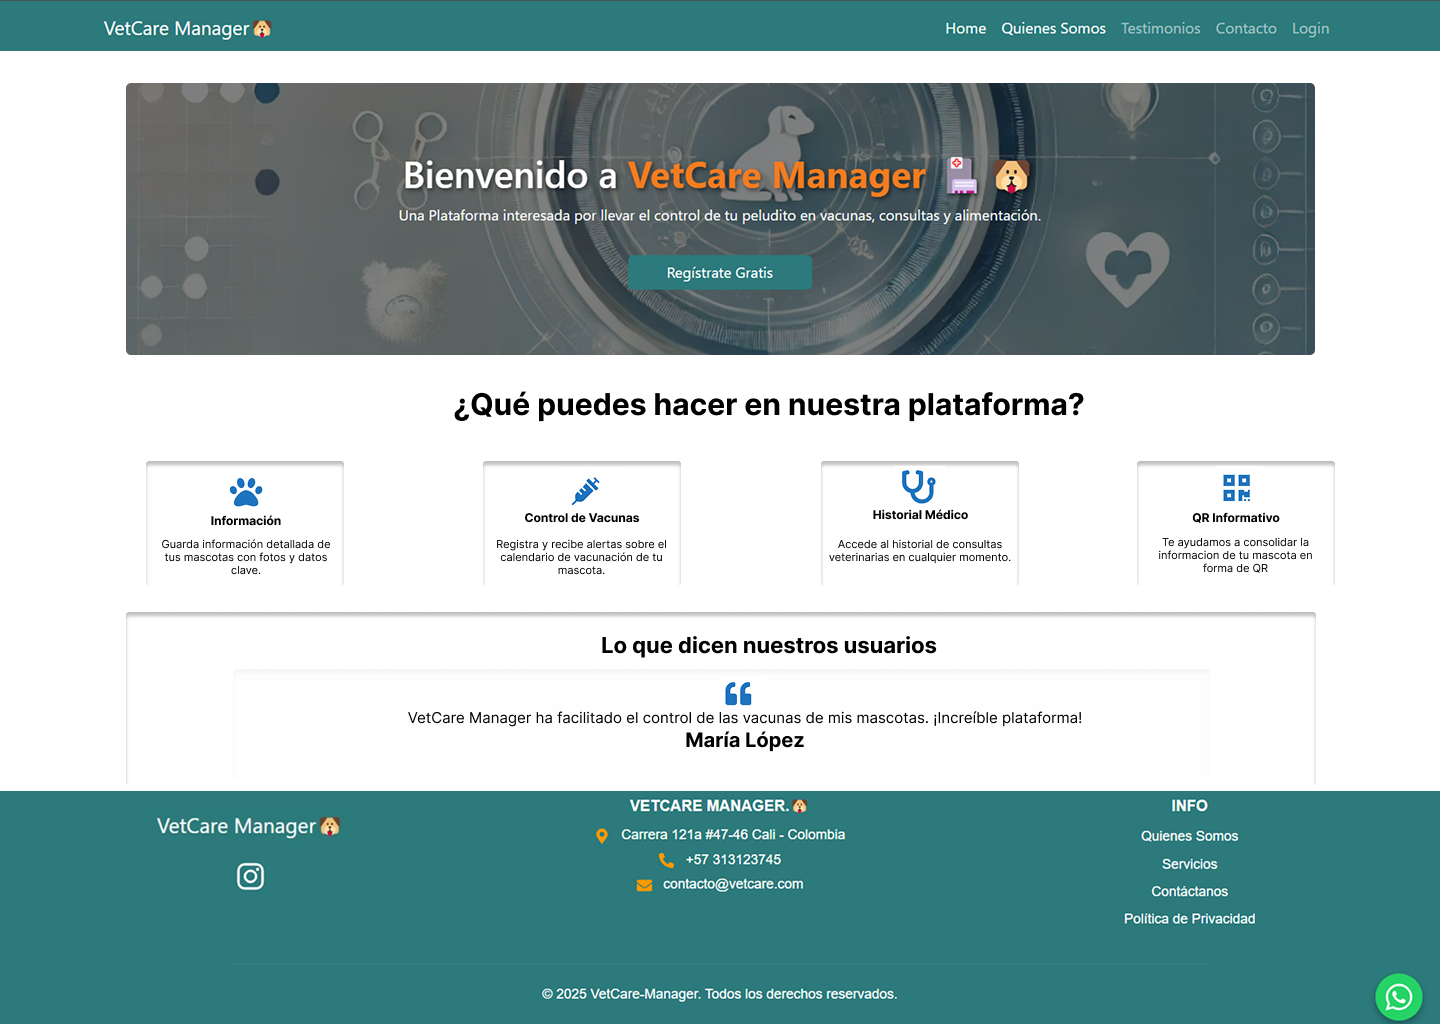 VetCare Manager
Home Quienes Somos Testimonios Contacto Login
Bienvenido a VetCare Manager
Una Plataforma interesada por llevar el control de tu peludito en vacunas, consultas y alimentación.
Regístrate Gratis
¿Qué puedes hacer en nuestra plataforma?
Información
Guarda información detallada de
tus mascotas con fotos y datos
clave.
Control de Vacunas
Registra y recibe alertas sobre el
calendario de vacunación de tu
mascota.
Historial Médico
Accede al historial de consultas
veterinarias en cualquier momento.
QR Informativo
Te ayudamos a consolidar la
informacion de tu mascota en
forma de QR
Lo que dicen nuestros usuarios
VetCare Manager ha facilitado el control de las vacunas de mis mascotas. ¡Increíble plataforma!
María López
VetCare Manager
VETCARE MANAGER.
Carrera 121a #47-46 Cali - Colombia
+57 313123745
contacto@vetcare.com
INFO
Quienes Somos
Servicios
Contáctanos
Política de Privacidad
© 2025 VetCare-Manager. Todos los derechos reservados.